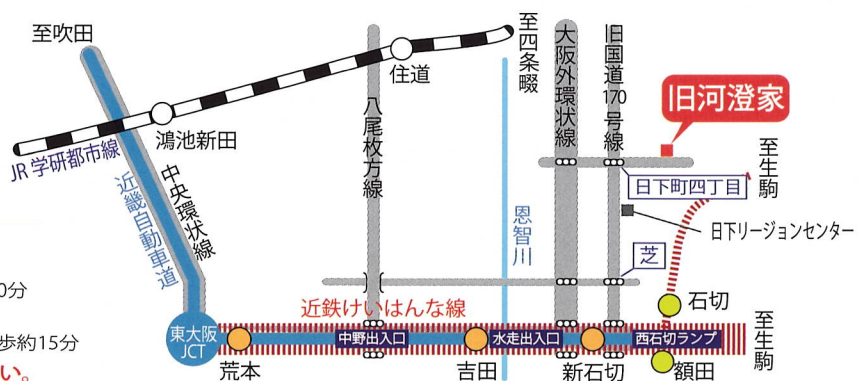 至吹田
至四条畷
大阪外環状線
旧国道170号線
住道
旧河澄家
鴻池新田
八尾枚方線
至生駒
JR学研都市線
中央環状線
近畿自動車道
日下町四丁目
恩智川
日下リージョンセンター
芝
0分
石切
近鉄けいはんな線
歩約15分
東大阪
JCT
中野出入口
水走出入口
西石切ランプ
至生駒
い。
荒本
吉田
新石切
額田